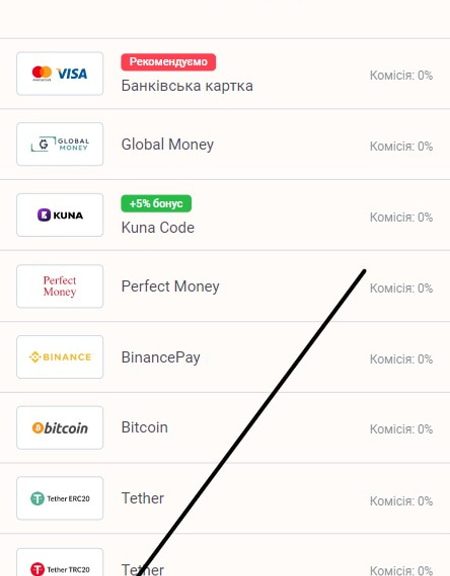 Рекомендуємо
VISA
Банківська картка
Комісія: 0%
GLOBAL
MONEY
Global Money
Комісія: 0%
+5% бонус
KUNA
Kuna Code
Комісія: 0%
Perfect
Money
Perfect Money
Комісія: 0%
BINANCE
BinancePay
Комісія: 0%
bitcoin
Bitcoin
Комісія: 0%
Tether ERC20
Tether
Комісія: 0%
Tether TRC20
Tether
Комісія: 0%